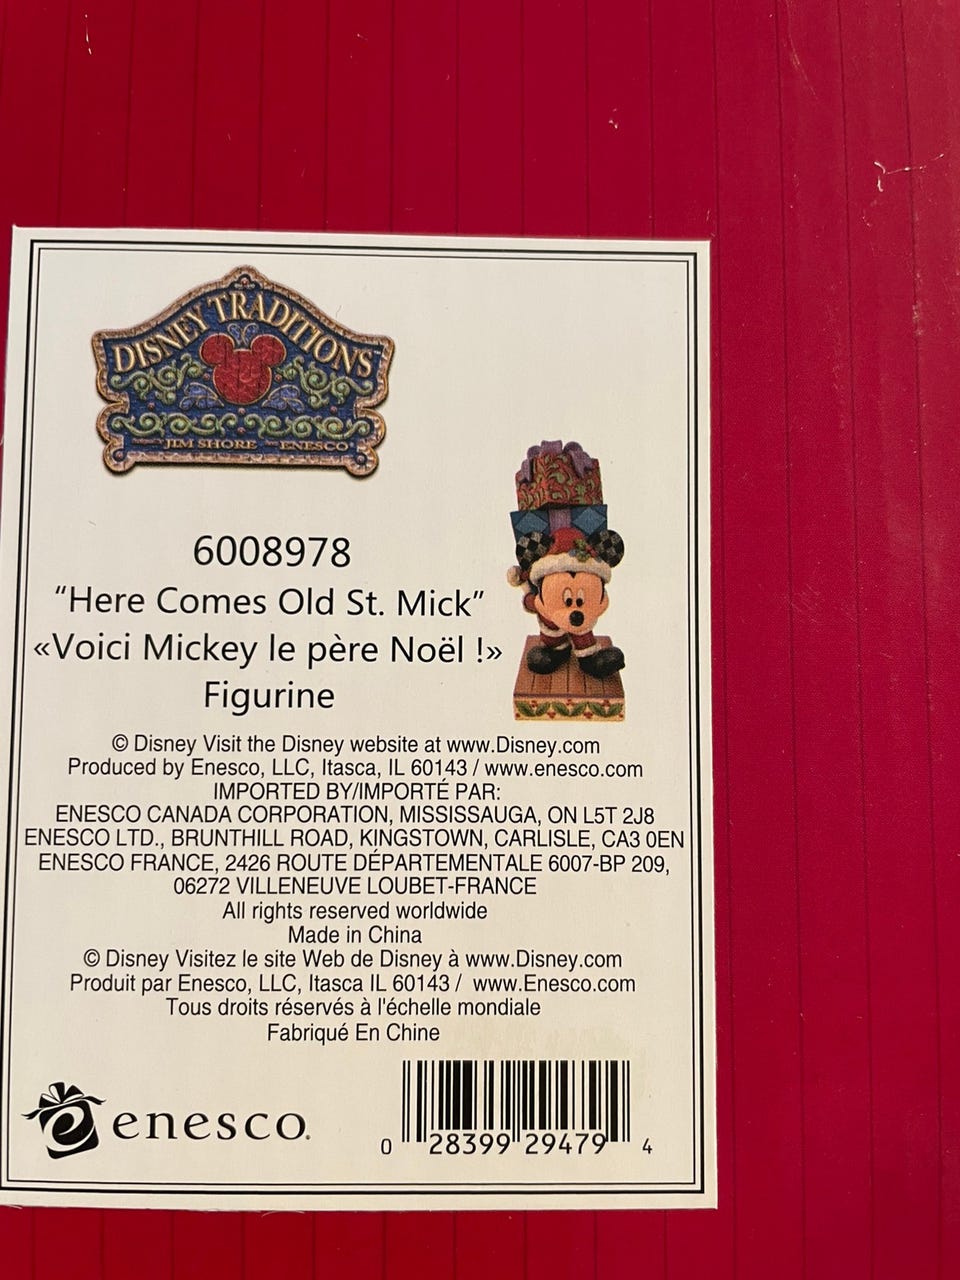 DISNEY TRADITIONS
JIM SHORE ENESCO
6008978
"Here Comes Old St. Mick"
«Voici Mickey le père Noël !»
Figurine
© Disney Visit the Disney website at www.Disney.com
Produced by Enesco, LLC, Itasca, IL 60143 / www.enesco.com
IMPORTED BY/IMPORTÉ PAR:
ENESCO CANADA CORPORATION, MISSISSAUGA, ON L5T 2J8
ENESCO LTD., BRUNTHILL ROAD, KINGSTOWN, CARLISLE, CA3 0EN
ENESCO FRANCE, 2426 ROUTE DÉPARTEMENTALE 6007-BP 209,
06272 VILLENEUVE LOUBET-FRANCE
All rights reserved worldwide
Made in China
© Disney Visitez le site Web de Disney à www.Disney.com
Produit par Enesco, LLC, Itasca IL 60143 / www.Enesco.com
Tous droits réservés à l'échelle mondiale
Fabriqué En Chine
enesco.
0 28399 29479 4